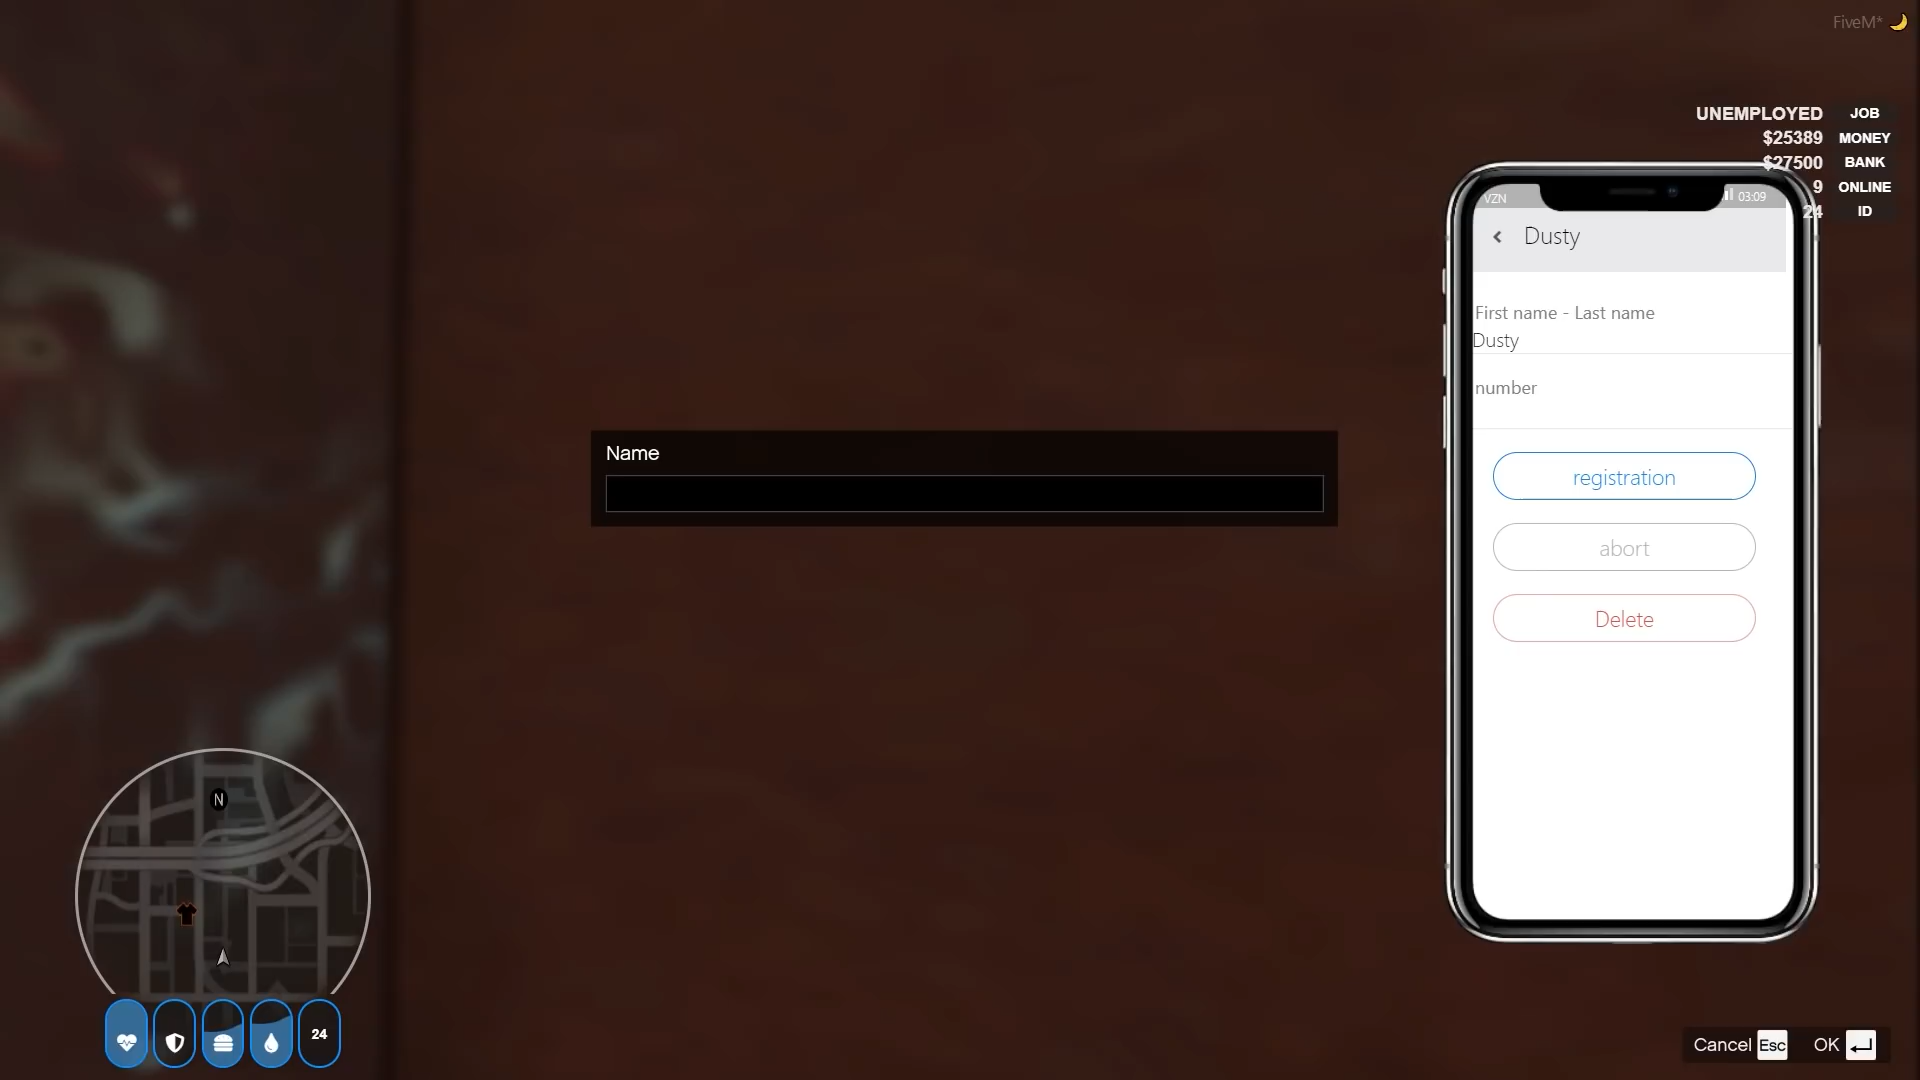 FiveM*
UNEMPLOYED JOB
$25389 MONEY
$27500 BANK
9 ONLINE
24 ID
VZN 03:09
Dusty
First name - Last name
Dusty
number
registration
abort
Delete
Name
N
24
Cancel Esc OK